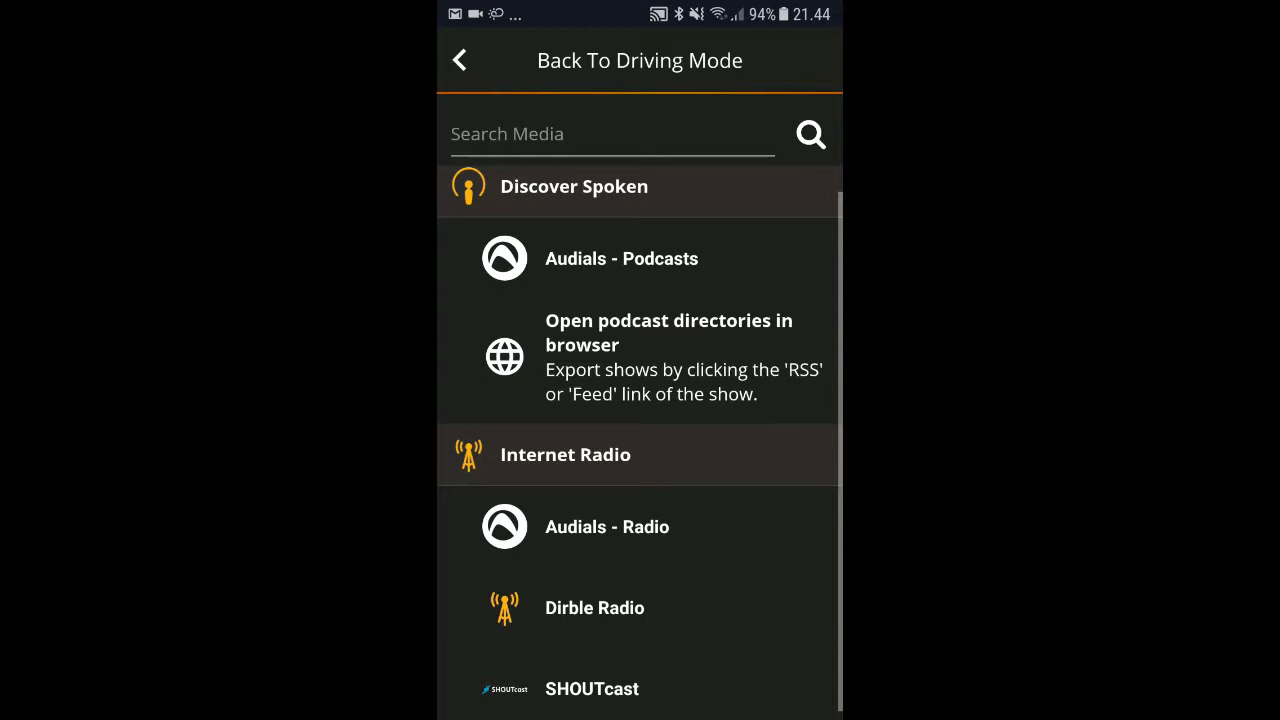 ... 94% 21.44
Back To Driving Mode
Search Media
Discover Spoken
Audials - Podcasts
Open podcast directories in
browser
Export shows by clicking the 'RSS'
or 'Feed' link of the show.
Internet Radio
Audials - Radio
Dirble Radio
SHOUTcast SHOUTcast